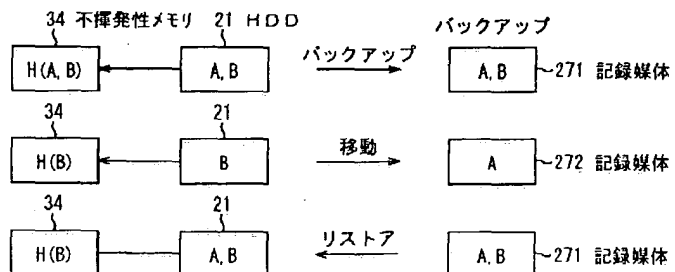 34 不揮発性メモリ 21 HDD
バックアップ
H(A, B)
A, B
バックアップ
A, B
271 記録媒体
34
21
H(B)
B
移動
A
272 記録媒体
34
21
H(B)
A, B
リストア
A, B
271 記録媒体